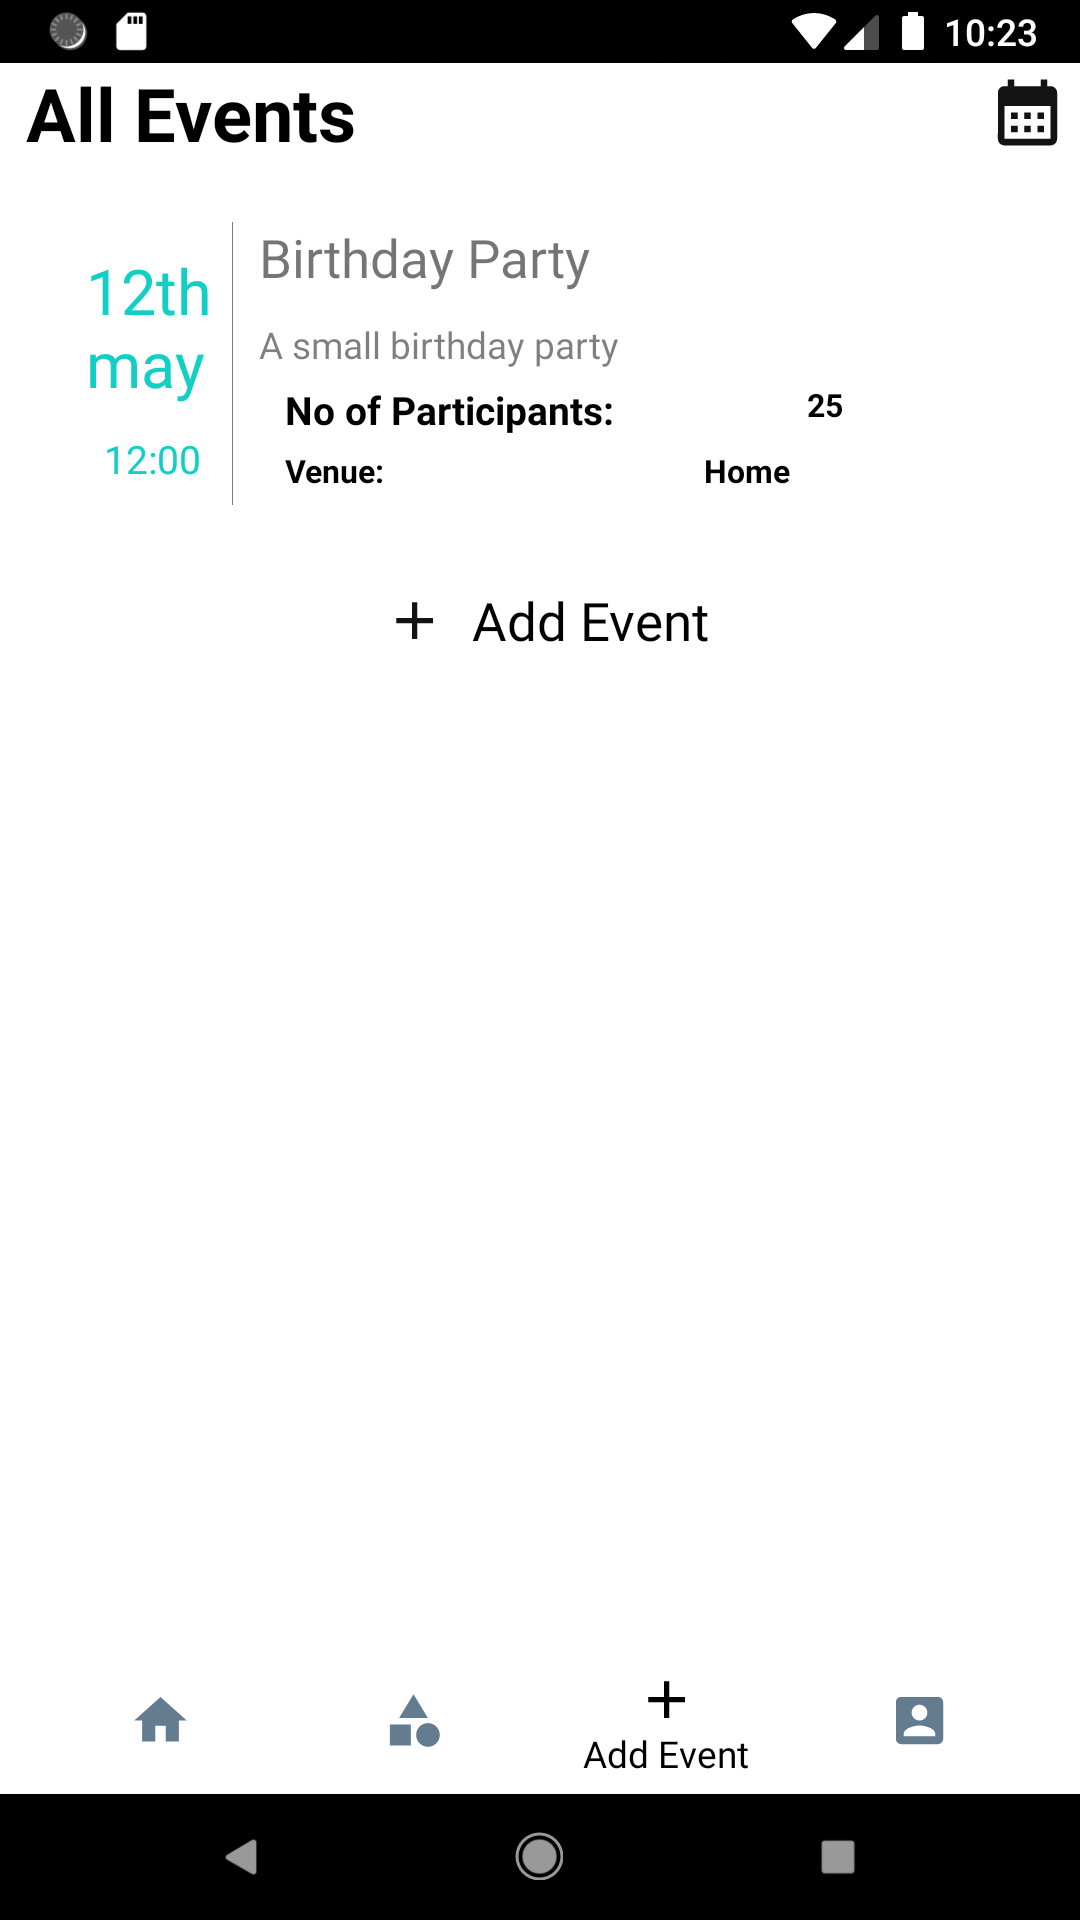 10:23
All Events
12th
may
12:00
Birthday Party
A small birthday party
No of Participants: 25
Venue: Home
Add Event
Add Event